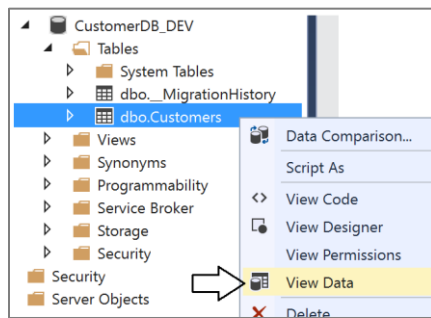 CustomerDB_DEV
Tables
System Tables
dbo.__MigrationHistory
dbo.Customers
Views
Synonyms
Programmability
Service Broker
Storage
Security
Security
Server Objects
Data Comparison...
Script As
View Code
View Designer
View Permissions
View Data
Delete